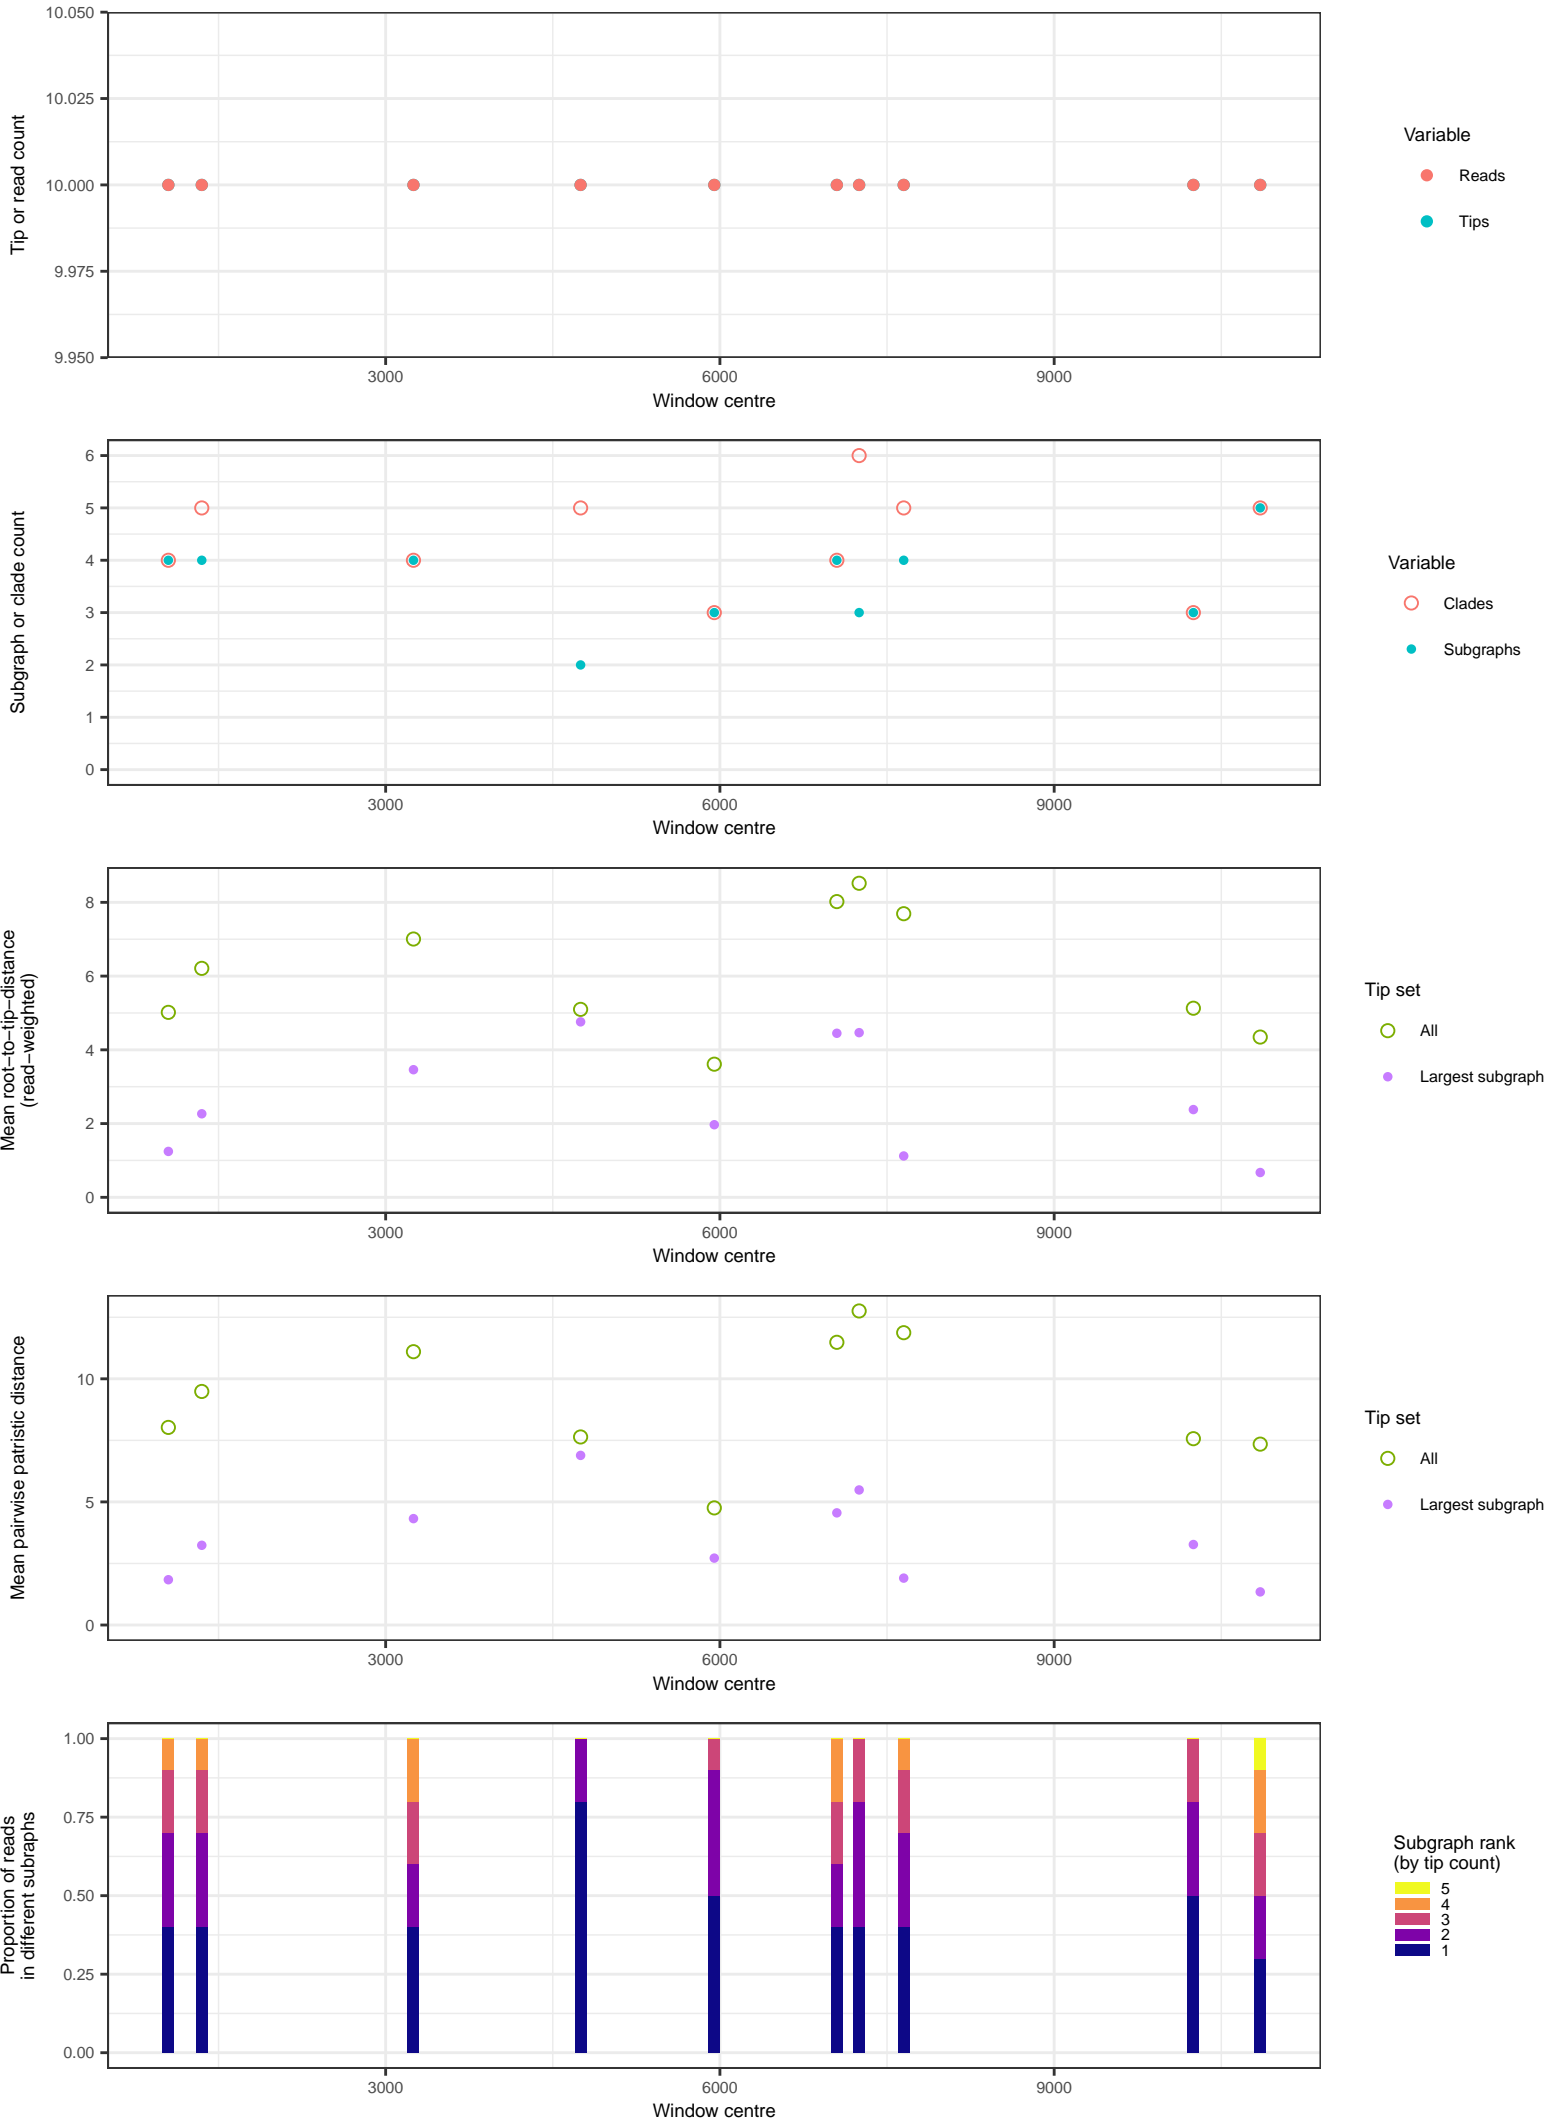 10.050
10.025
10.000
9.975
9.950
Tip or read count
3000
6000
9000
Window centre
Variable
Reads
Tips
6
5
4
3
2
1
0
Subgraph or clade count
3000
6000
9000
Window centre
Variable
Clades
Subgraphs
8
6
4
2
0
Mean root−to−tip−distance
(read−weighted)
3000
6000
9000
Window centre
Tip set
All
Largest subgraph
10
5
0
Mean pairwise patristic distance
3000
6000
9000
Window centre
Tip set
All
Largest subgraph
1.00
0.75
0.50
0.25
0.00
Proportion of reads
in different subraphs
3000
6000
9000
Window centre
Subgraph rank
(by tip count)
5
4
3
2
1